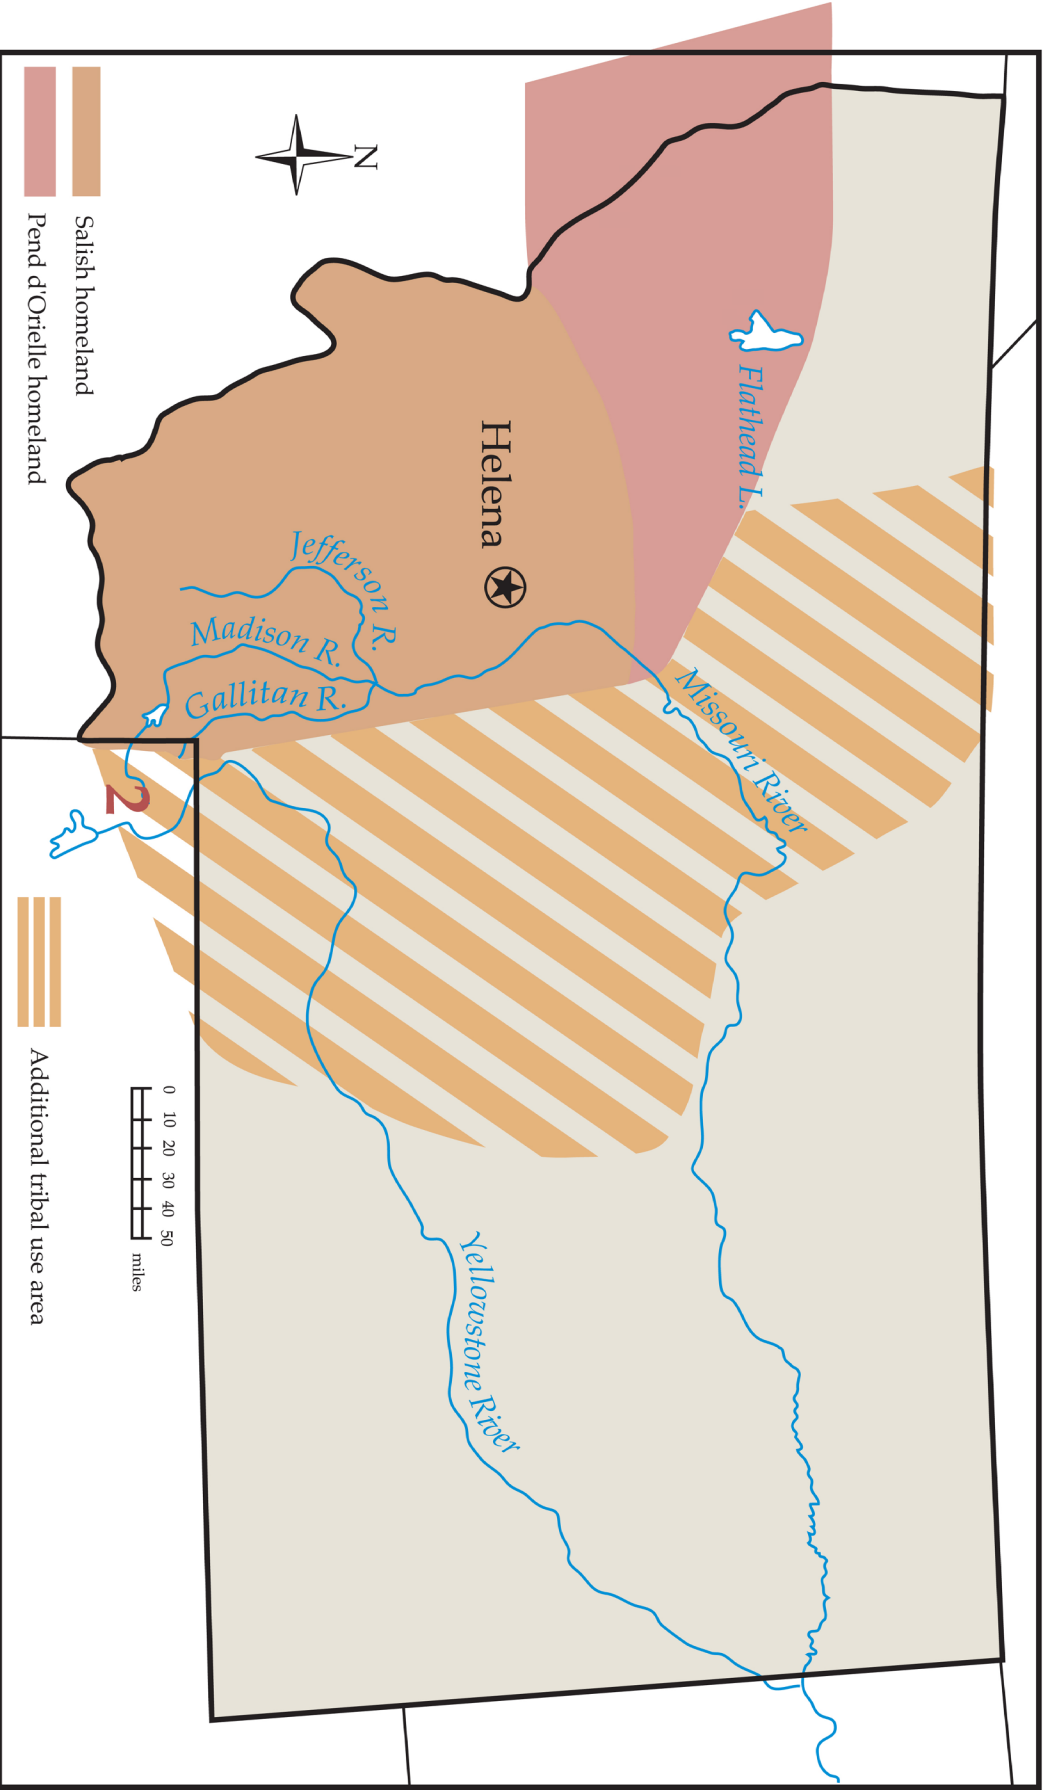 N
Flathead L.
Missouri River
Helena
Jefferson R.
Madison R.
Gallitan R.
Yellowstone River
2
Salish homeland
Pend d'Orielle homeland
Additional tribal use area
0 10 20 30 40 50
miles